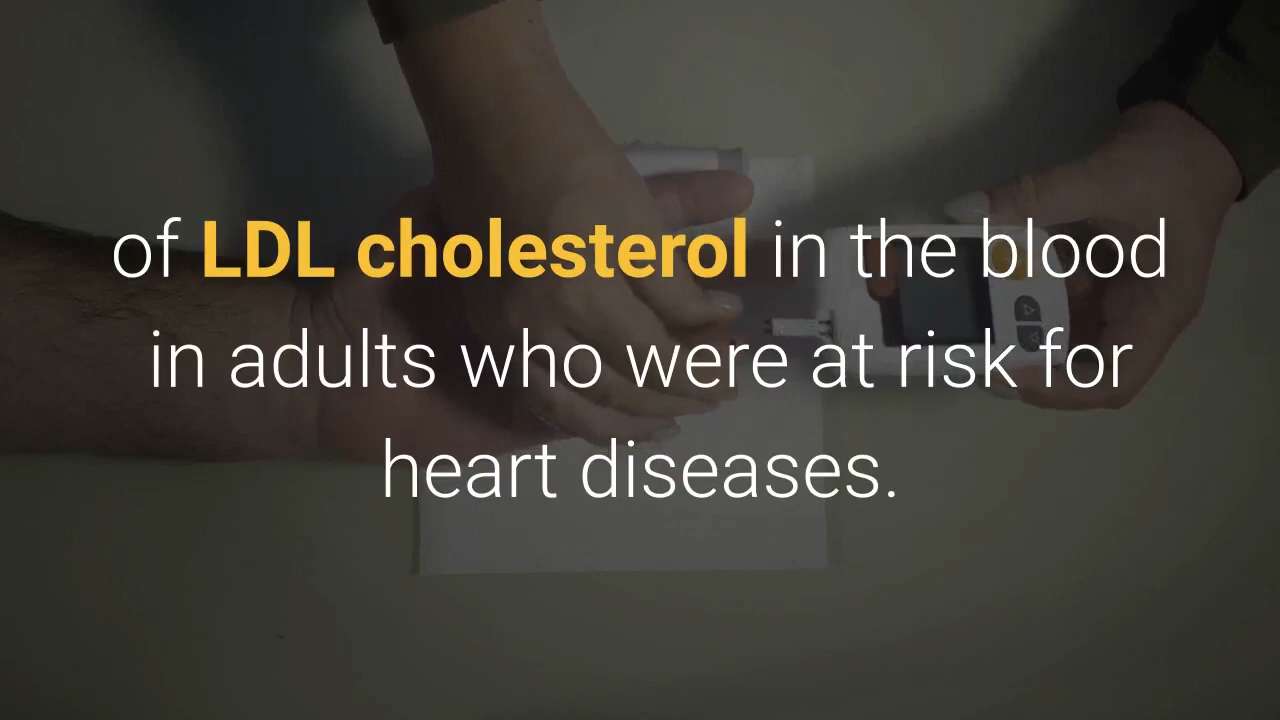 of LDL cholesterol in the blood
in adults who were at risk for
heart diseases.